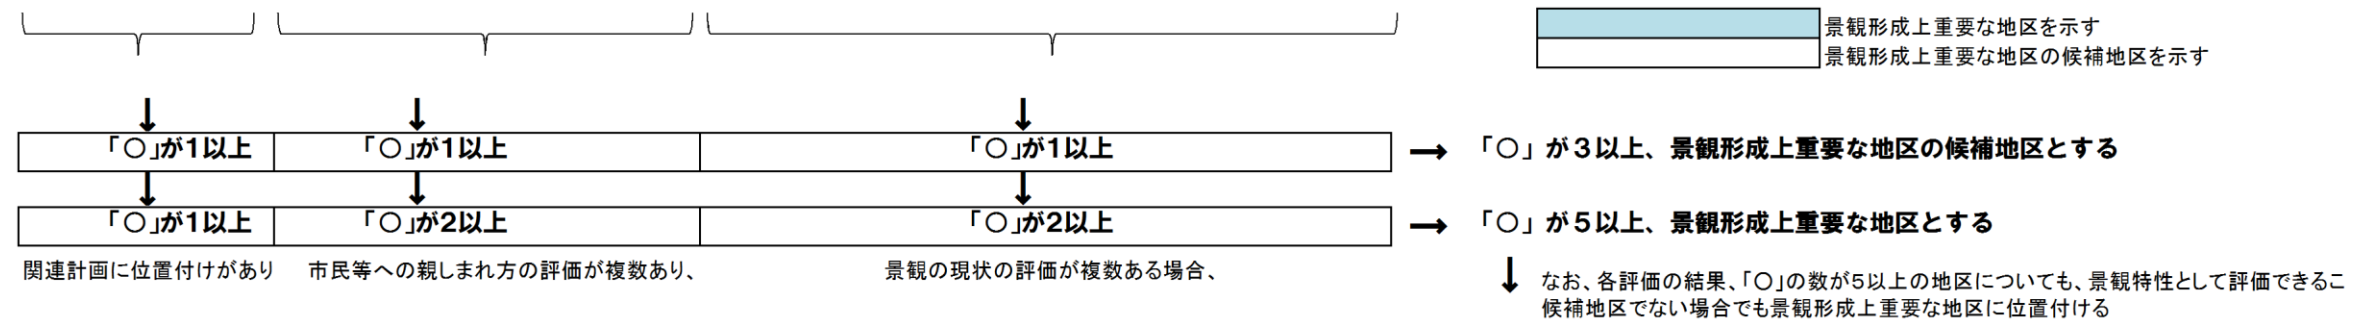 景観形成上重要な地区を示す
景観形成上重要な地区の候補地区を示す
「○」が1以上 「○」が1以上 「○」が1以上 → 「○」が3以上、景観形成上重要な地区の候補地区とする
「○」が1以上 「○」が2以上 「○」が2以上 → 「○」が5以上、景観形成上重要な地区とする
関連計画に位置付けがあり 市民等への親しまれ方の評価が複数あり、 景観の現状の評価が複数ある場合、
なお、各評価の結果、「○」の数が5以上の地区についても、景観特性として評価できるこ
候補地区でない場合でも景観形成上重要な地区に位置付ける